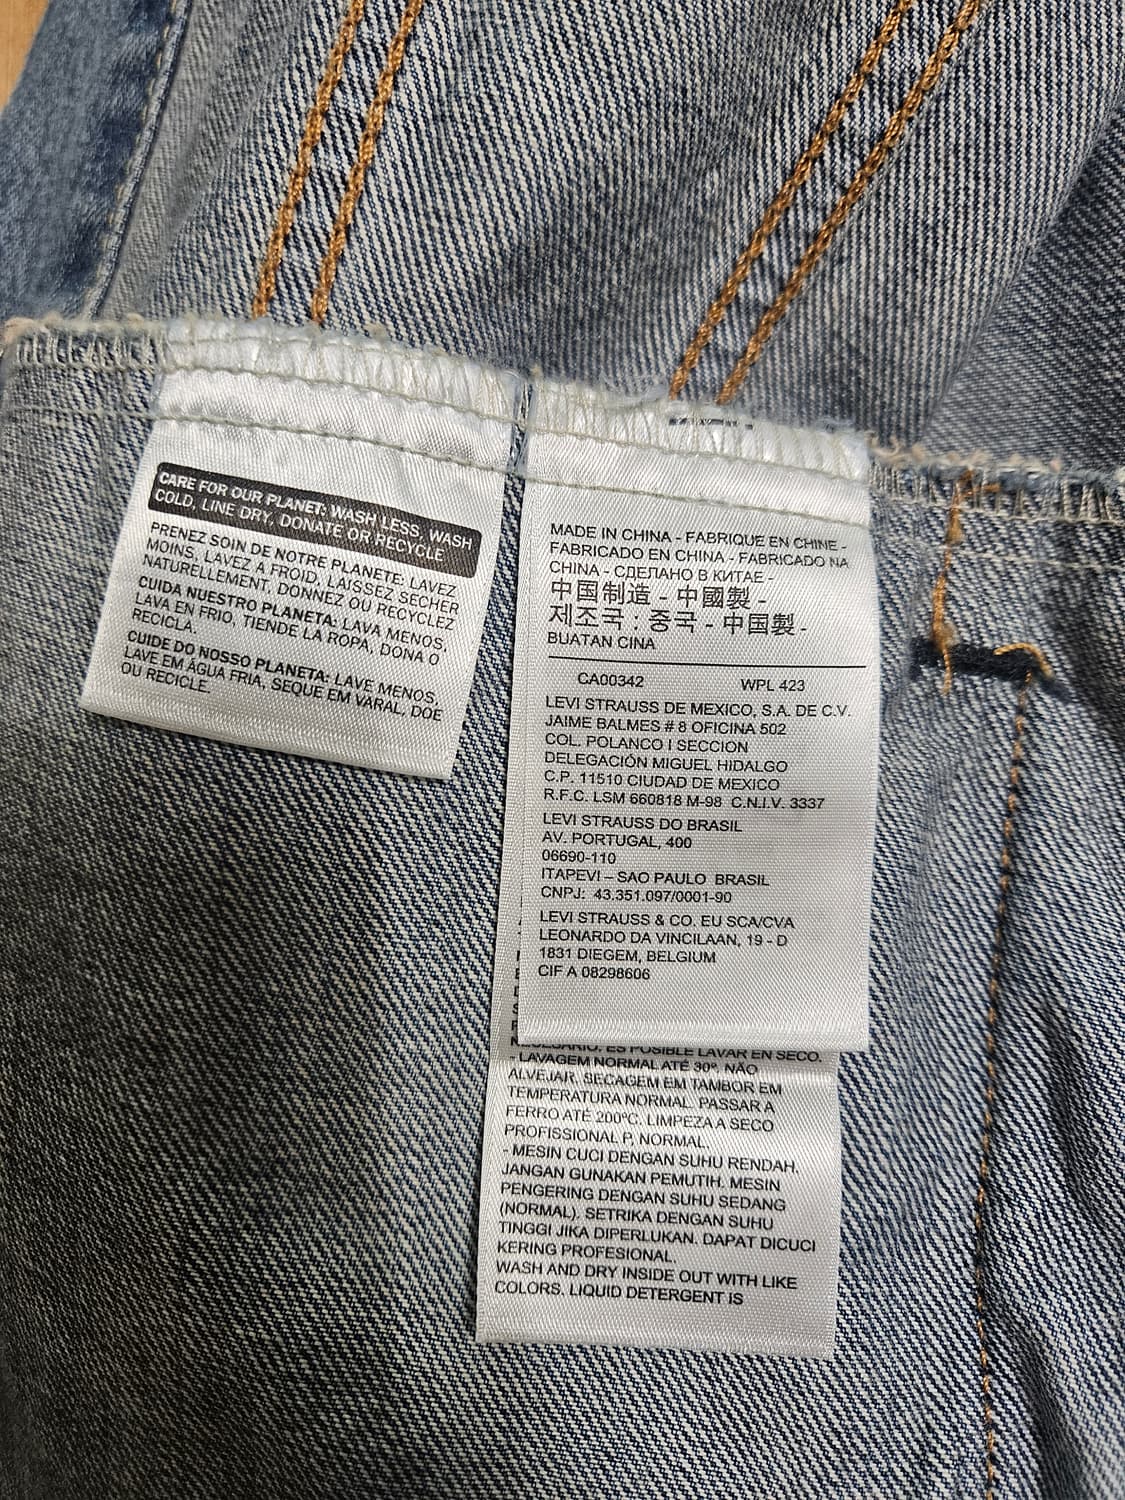 CARE FOR OUR PLANET: WASH LESS, WASH
COLD, LINE DRY, DONATE OR RECYCLE
PRENEZ SOIN DE NOTRE PLANETE: LAVEZ
MOINS, LAVEZ A FROID, LAISSEZ SECHER
NATURELLEMENT, DONNEZ OU RECYCLEZ
CUIDA NUESTRO PLANETA: LAVA MENOS,
LAVA EN FRIO, TIENDE LA ROPA, DONA O
RECICLA.
CUIDE DO NOSSO PLANETA: LAVE MENOS,
LAVE EM ÁGUA FRIA, SEQUE EM VARAL, DOE
OU RECICLE.
MADE IN CHINA - FABRIQUE EN CHINE -
FABRICADO EN CHINA - FABRICADO NA
CHINA - СДЕЛАНО В КИТАЕ -
中国制造 - 中國製 -
제조국 : 중국 - 中国製 -
BUATAN CINA
CA00342 WPL 423
LEVI STRAUSS DE MEXICO, S.A. DE C.V.
JAIME BALMES # 8 OFICINA 502
COL. POLANCO I SECCION
DELEGACIÓN MIGUEL HIDALGO
C.P. 11510 CIUDAD DE MEXICO
R.F.C. LSM 660818 M-98 C.N.I.V. 3337
LEVI STRAUSS DO BRASIL
AV. PORTUGAL, 400
06690-110
ITAPEVI – SAO PAULO BRASIL
CNPJ: 43.351.097/0001-90
LEVI STRAUSS & CO. EU SCA/CVA
LEONARDO DA VINCILAAN, 19 - D
1831 DIEGEM, BELGIUM
CIF A 08298606
NECESARIO. ES POSIBLE LAVAR EN SECO.
- LAVAGEM NORMAL ATÉ 30º. NÃO
ALVEJAR. SECAGEM EM TAMBOR EM
TEMPERATURA NORMAL. PASSAR A
FERRO ATÉ 200ºC. LIMPEZA A SECO
PROFISSIONAL P, NORMAL.
- MESIN CUCI DENGAN SUHU RENDAH.
JANGAN GUNAKAN PEMUTIH. MESIN
PENGERING DENGAN SUHU SEDANG
(NORMAL). SETRIKA DENGAN SUHU
TINGGI JIKA DIPERLUKAN. DAPAT DICUCI
KERING PROFESIONAL.
WASH AND DRY INSIDE OUT WITH LIKE
COLORS. LIQUID DETERGENT IS